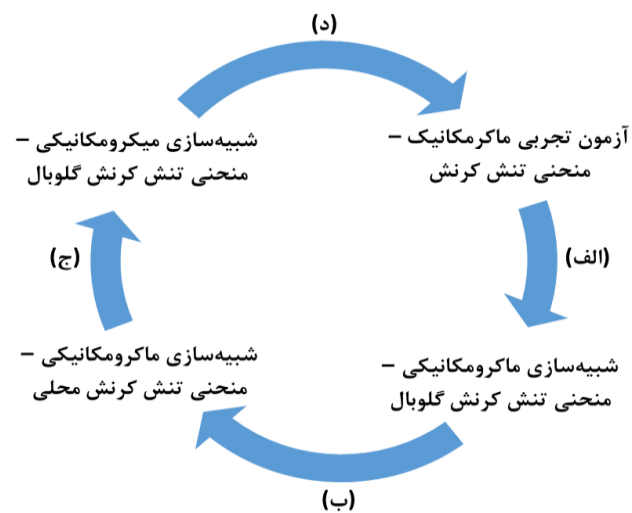 (د)
آزمون تجربی ماکرمکانیک –
منحنی تنش کرنش
(الف)
شبیه‌سازی ماکرومکانیکی –
منحنی تنش کرنش گلوبال
(ب)
شبیه‌سازی ماکرومکانیکی –
منحنی تنش کرنش محلی
(ج)
شبیه‌سازی میکرومکانیکی –
منحنی تنش کرنش گلوبال